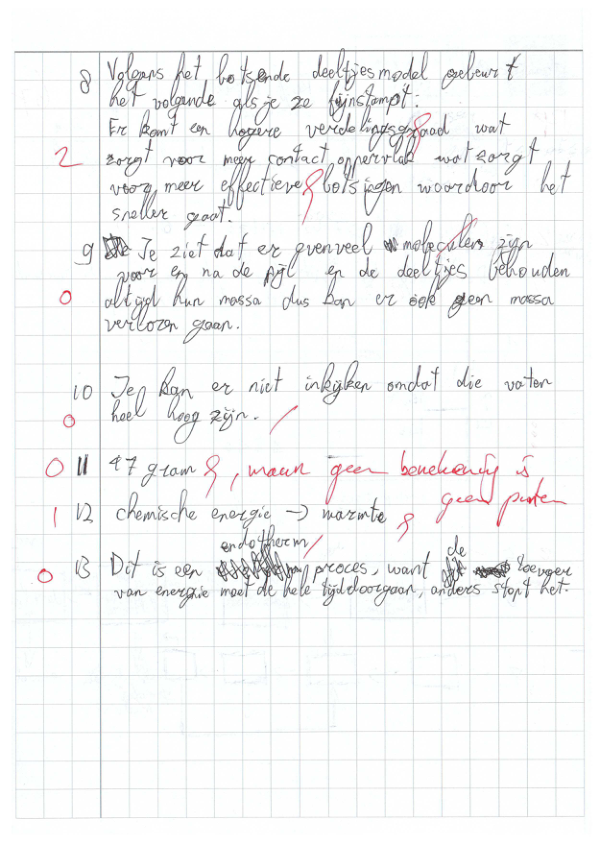 8 Volgens het botsende deeltjesmodel gebeurt
het volgende als je ze fijnstampt:
Er komt een hogere verdelingsgraad wat
2 zorgt voor meer contact oppervlak wat zorgt
voor meer effectieve botsingen waardoor het
sneller gaat.
9 Je ziet dat er evenveel moleculen zijn
voor en na de pijl en de deeltjes behouden
0 altijd hun massa dus kan er ook geen massa
verloren gaan.
10 Je kan er niet inkijken omdat die vaten
0 heel hoog zijn.
0 11 47 gram, maar geen berekening is
geen punten
1 12 chemische energie → warmte
endotherm de
0 13 Dit is een proces, want toevoer
van energie moet de hele tijd doorgaan, anders stopt het.